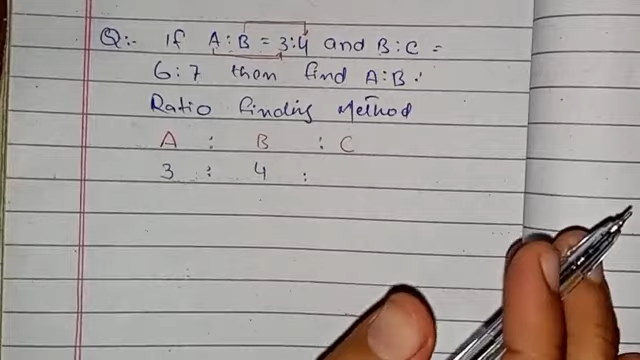 Q:- If A:B = 3:4 and B:C =
6:7 then find A:B.
Ratio finding Method
A : B : C
3 : 4 :